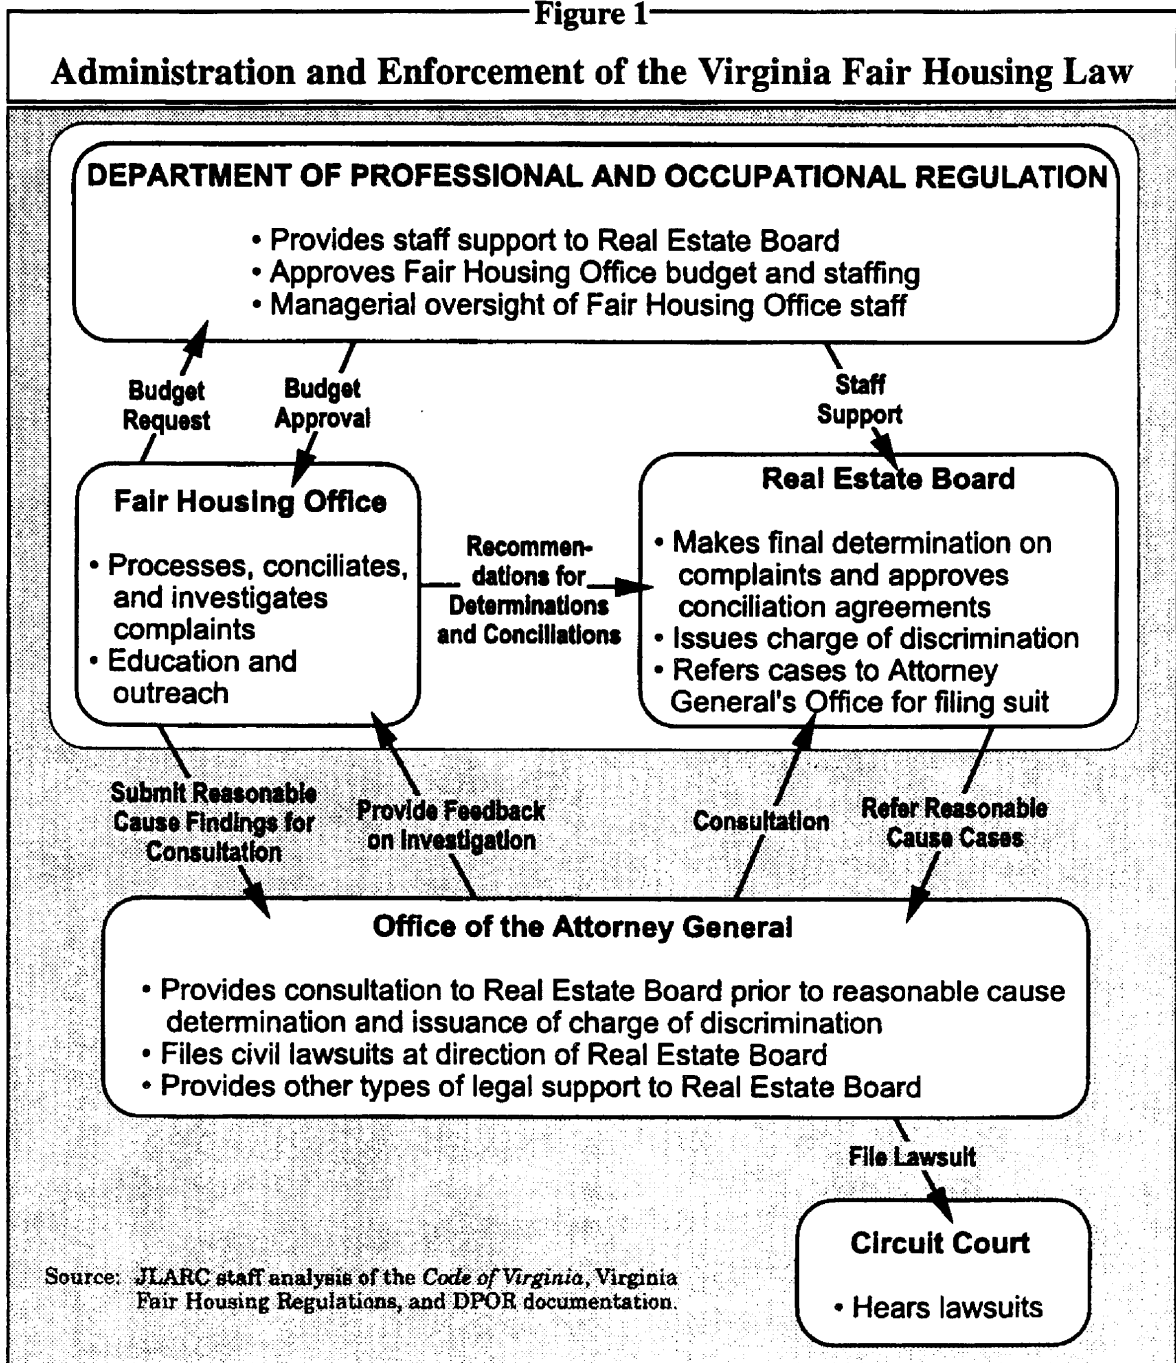 Figure 1
Administration and Enforcement of the Virginia Fair Housing Law
DEPARTMENT OF PROFESSIONAL AND OCCUPATIONAL REGULATION
• Provides staff support to Real Estate Board
• Approves Fair Housing Office budget and staffing
• Managerial oversight of Fair Housing Office staff
Budget
Request
Budget
Approval
Staff
Support
Fair Housing Office
• Processes, conciliates,
and investigates
complaints
• Education and
outreach
Recommen-
dations for
Determinations
and Conciliations
Real Estate Board
• Makes final determination on
complaints and approves
conciliation agreements
• Issues charge of discrimination
• Refers cases to Attorney
General's Office for filing suit
Submit Reasonable
Cause Findings for
Consultation
Provide Feedback
on Investigation
Consultation
Refer Reasonable
Cause Cases
Office of the Attorney General
• Provides consultation to Real Estate Board prior to reasonable cause
determination and issuance of charge of discrimination
• Files civil lawsuits at direction of Real Estate Board
• Provides other types of legal support to Real Estate Board
File Lawsuit
Circuit Court
• Hears lawsuits
Source: JLARC staff analysis of the Code of Virginia, Virginia
Fair Housing Regulations, and DPOR documentation.